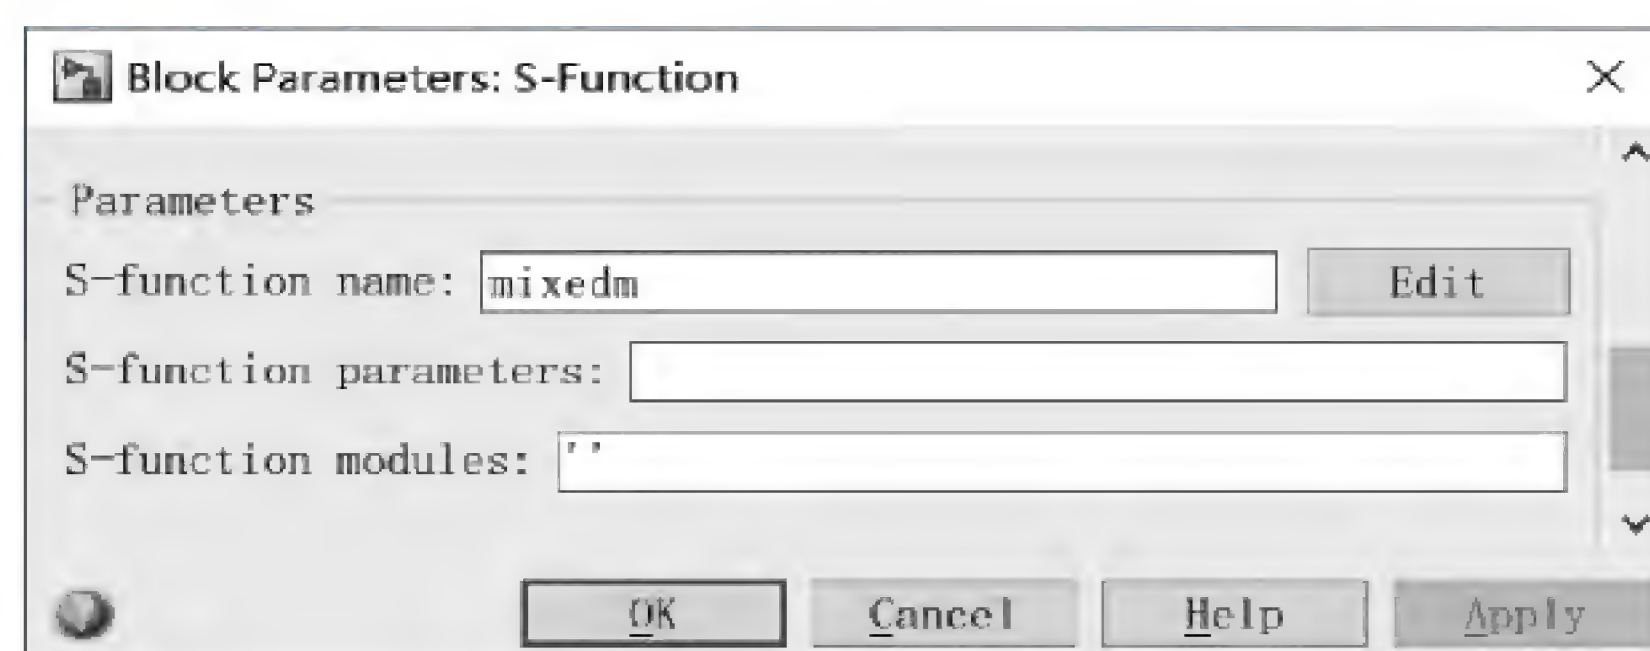 Block Parameters: S-Function
Parameters
S-function name: mixedm Edit
S-function parameters:
S-function modules: ''
OK Cancel Help Apply